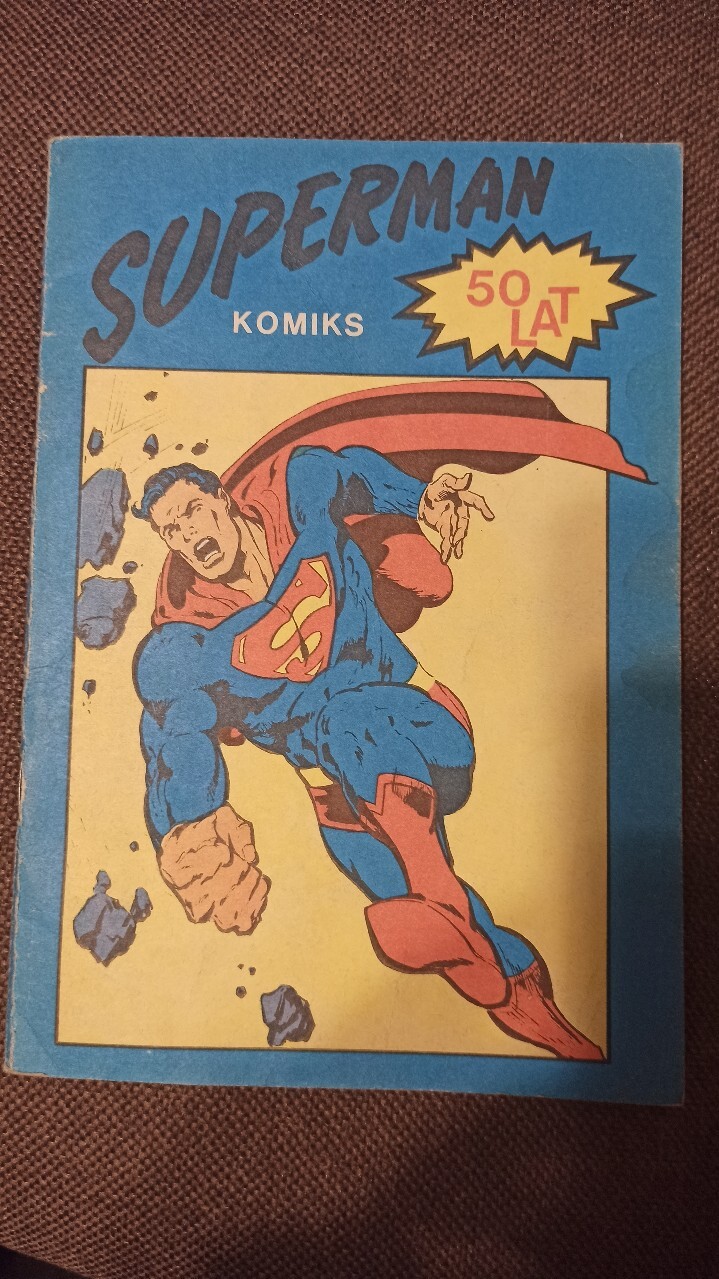 SUPERMAN
KOMIKS
50
LAT
S